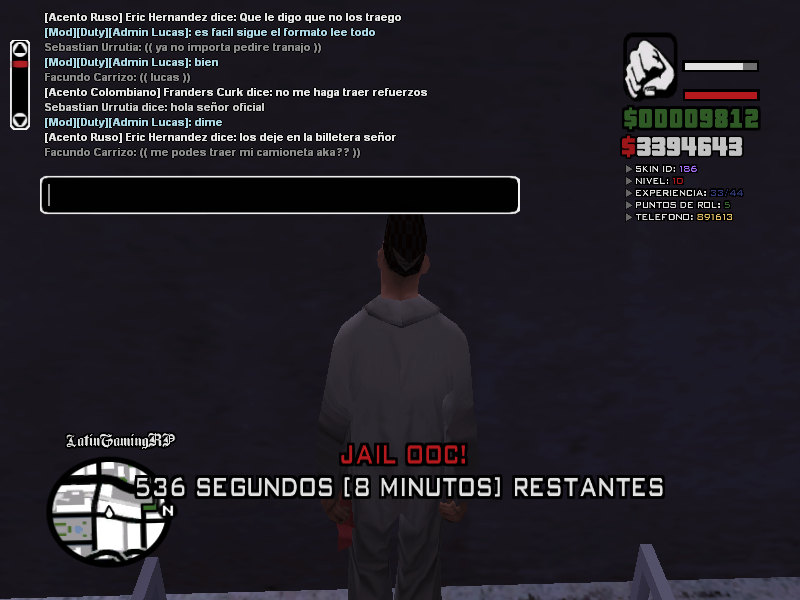 [Acento Ruso] Eric Hernandez dice: Que le digo que no los traego
[Mod][Duty][Admin Lucas]: es facil sigue el formato lee todo
Sebastian Urrutia: (( ya no importa pedire tranajo ))
[Mod][Duty][Admin Lucas]: bien
Facundo Carrizo: (( lucas ))
[Acento Colombiano] Franders Curk dice: no me haga traer refuerzos
Sebastian Urrutia dice: hola señor oficial
[Mod][Duty][Admin Lucas]: dime
[Acento Ruso] Eric Hernandez dice: los deje en la billetera señor
Facundo Carrizo: (( me podes traer mi camioneta aka?? ))
$00009812
$3394643
SKIN ID: 186
NIVEL: 10
EXPERIENCIA: 33/44
PUNTOS DE ROL: 5
TELEFONO: 891613
LatinGamingRP
JAIL OOC!
536 SEGUNDOS [8 MINUTOS] RESTANTES
N